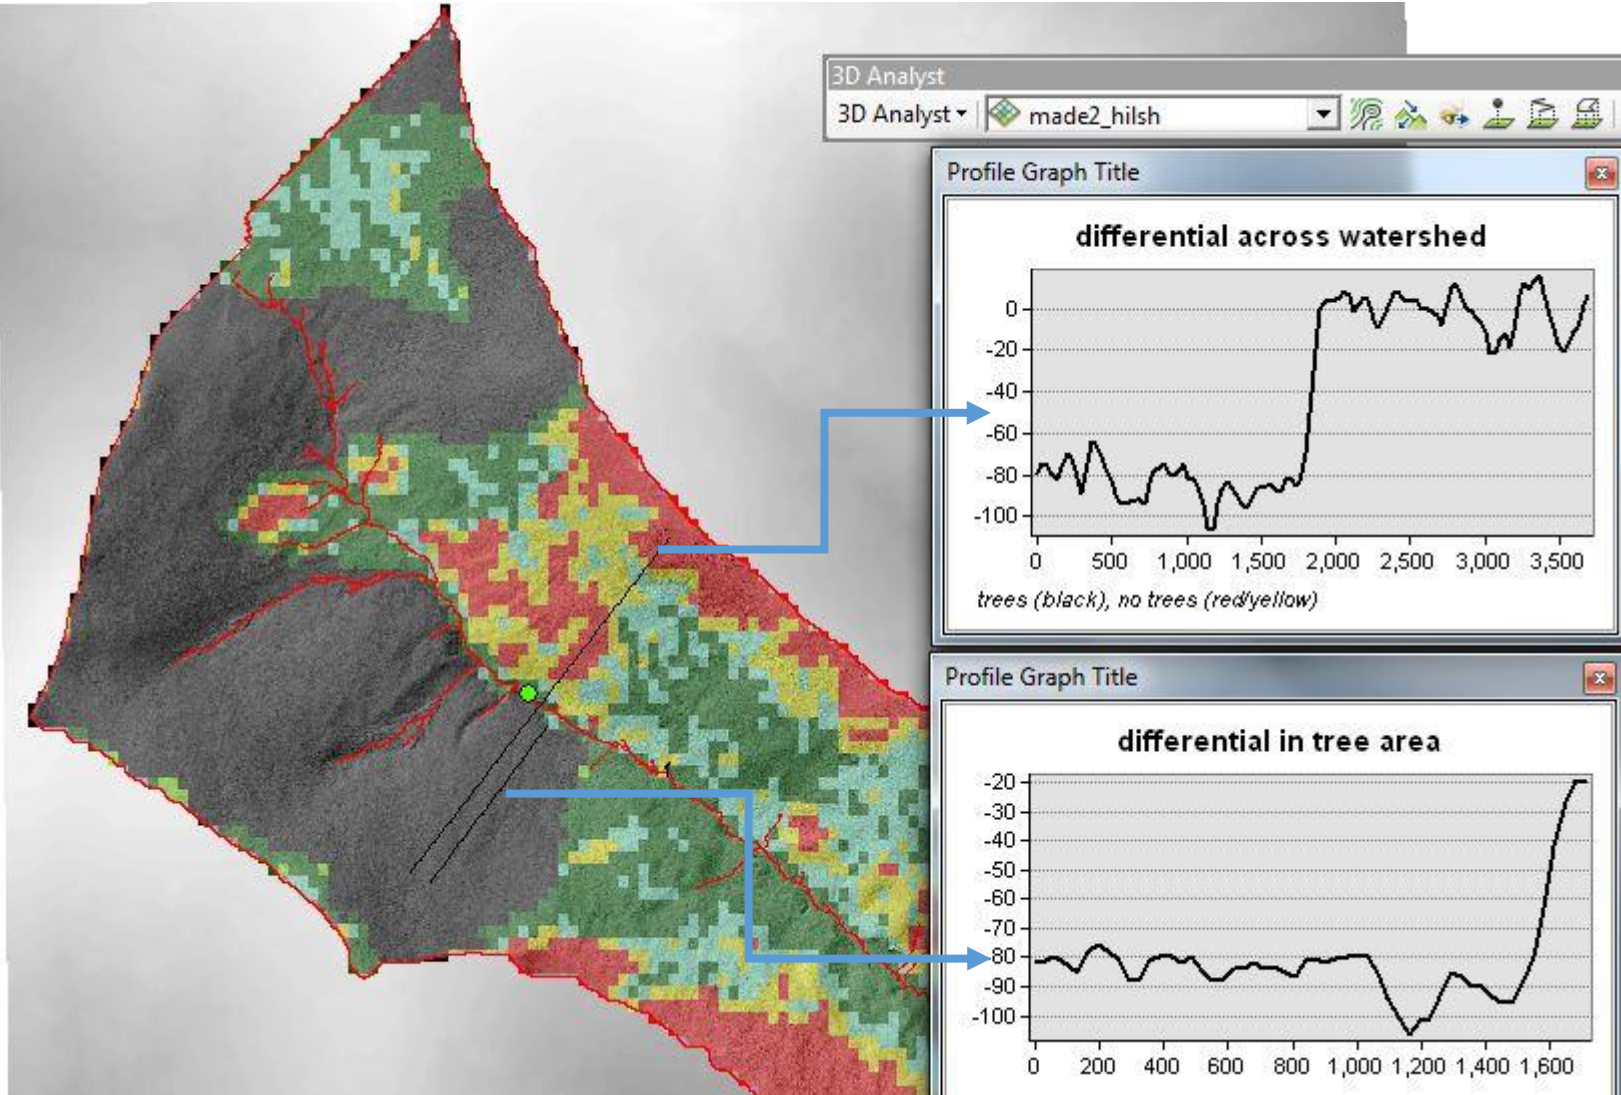 3D Analyst
3D Analyst
made2_hilsh
Profile Graph Title
differential across watershed
0
-20
-40
-60
-80
-100
0 500 1,000 1,500 2,000 2,500 3,000 3,500
trees (black), no trees (red/yellow)
Profile Graph Title
differential in tree area
-20
-30
-40
-50
-60
-70
-80
-90
-100
0 200 400 600 800 1,000 1,200 1,400 1,600